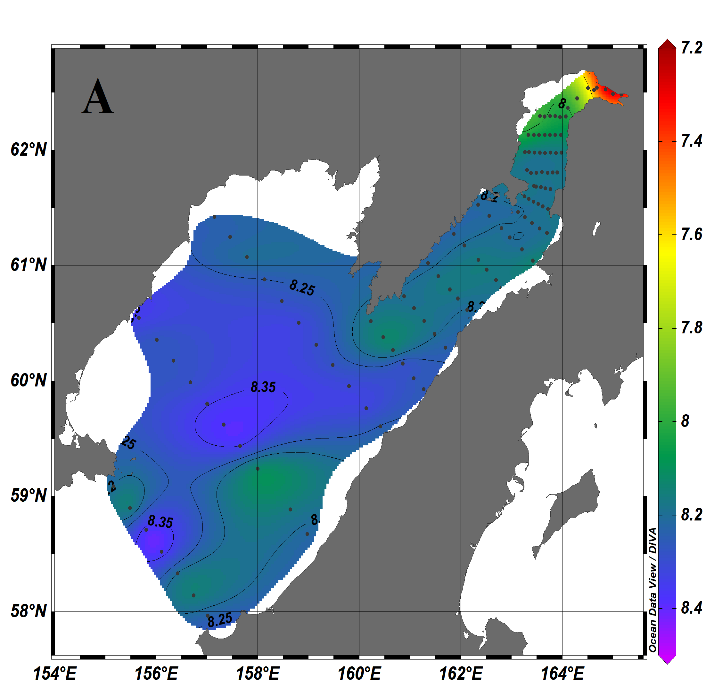 A
7.2
7.4
7.6
7.8
8
8.2
8.4
62°N
61°N
60°N
59°N
58°N
154°E
156°E
158°E
160°E
162°E
164°E
8
8.2
8.25
8.35
25
8.35
8
8.25
Ocean Data View / DIVA